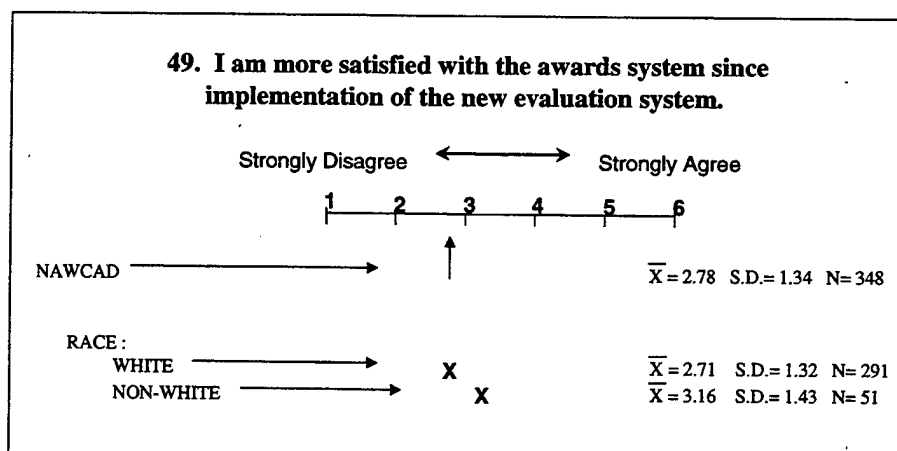 49. I am more satisfied with the awards system since
implementation of the new evaluation system.
Strongly Disagree Strongly Agree
1 2 3 4 5 6
NAWCAD X̅ = 2.78 S.D.= 1.34 N= 348
RACE :
WHITE X X̅ = 2.71 S.D.= 1.32 N= 291
NON-WHITE X X̅ = 3.16 S.D.= 1.43 N= 51